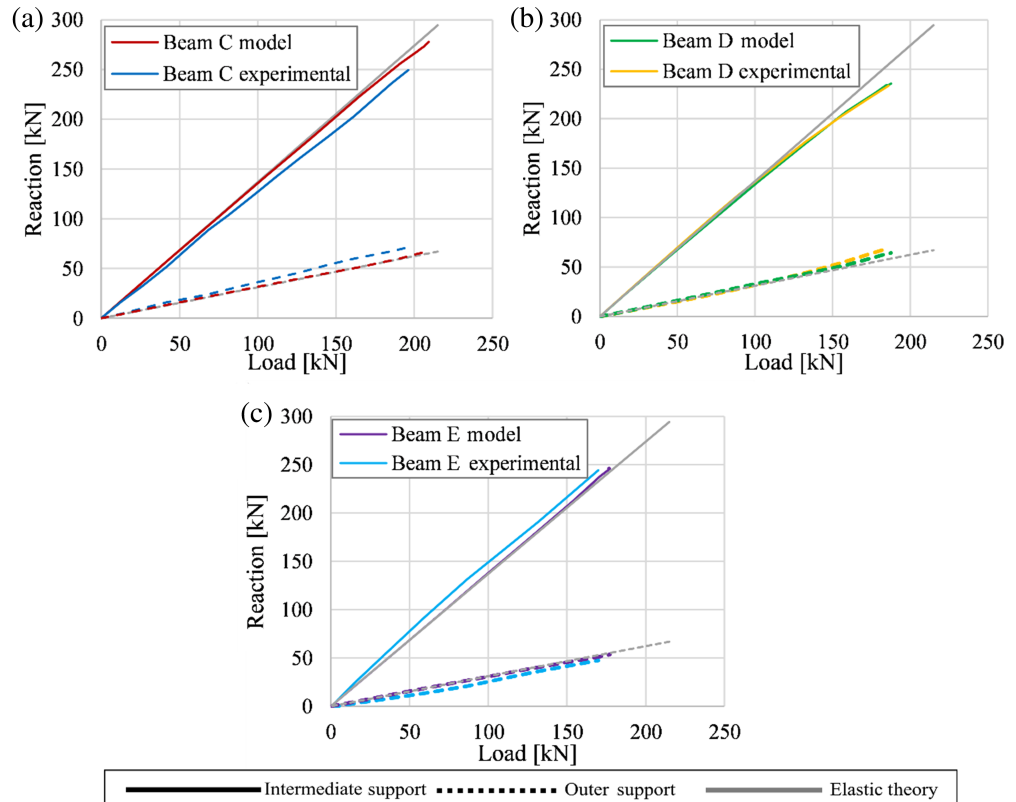 (a)
300
250
200
150
100
50
0
Reaction [kN]
Beam C model
Beam C experimental
0 50 100 150 200 250
Load [kN]
(b)
300
250
200
150
100
50
0
Reaction [kN]
Beam D model
Beam D experimental
0 50 100 150 200 250
Load [kN]
(c)
300
250
200
150
100
50
0
Reaction [kN]
Beam E model
Beam E experimental
0 50 100 150 200 250
Load [kN]
Intermediate support Outer support Elastic theory